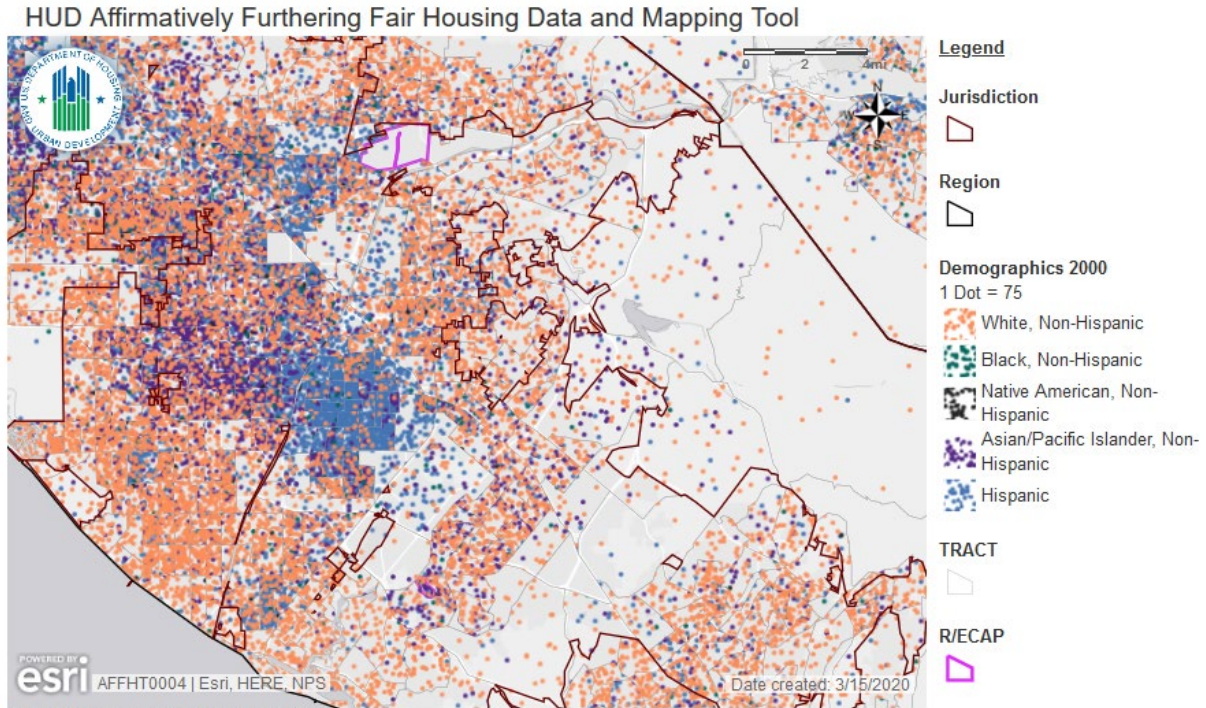 HUD Affirmatively Furthering Fair Housing Data and Mapping Tool
U.S. DEPARTMENT OF HOUSING AND URBAN DEVELOPMENT
0 2 4mi
N
W E
S
POWERED BY
esri
AFFHT0004 | Esri, HERE, NPS
Date created: 3/15/2020
Legend
Jurisdiction
Region
Demographics 2000
1 Dot = 75
White, Non-Hispanic
Black, Non-Hispanic
Native American, Non-
Hispanic
Asian/Pacific Islander, Non-
Hispanic
Hispanic
TRACT
R/ECAP